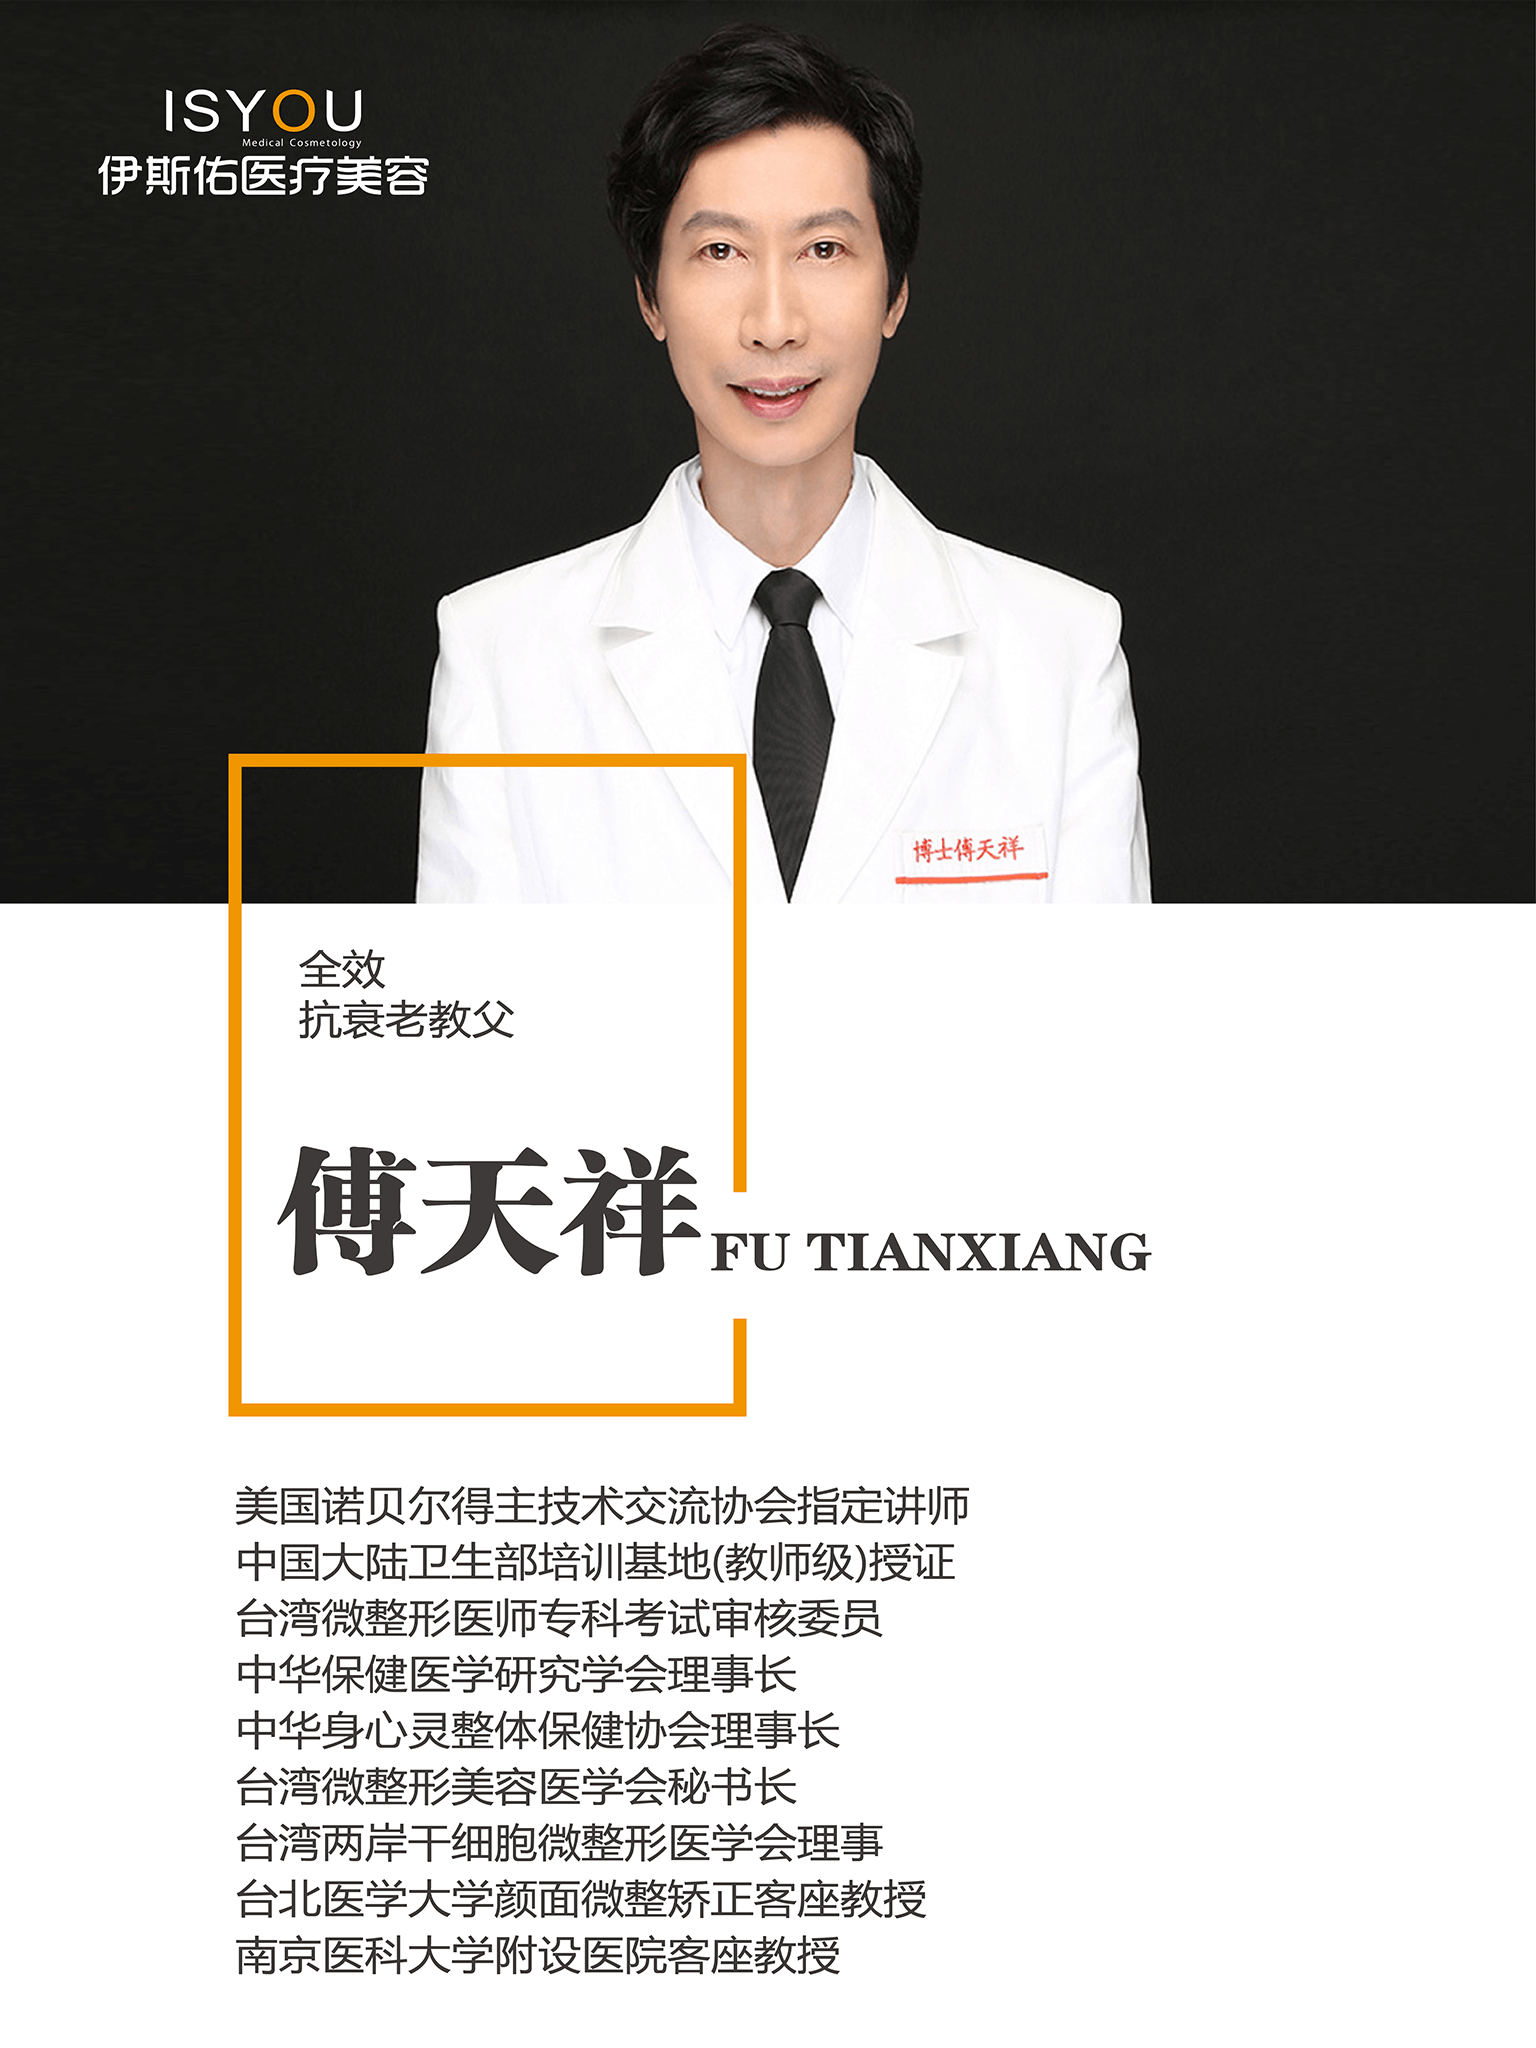 ISYOU
Medical Cosmetology
伊斯佑医疗美容
博士傅天祥
全效
抗衰老教父
傅天祥 FU TIANXIANG
美国诺贝尔得主技术交流协会指定讲师
中国大陆卫生部培训基地(教师级)授证
台湾微整形医师专科考试审核委员
中华保健医学研究学会理事长
中华身心灵整体保健协会理事长
台湾微整形美容医学会秘书长
台湾两岸干细胞微整形医学会理事
台北医学大学颜面微整矫正客座教授
南京医科大学附设医院客座教授